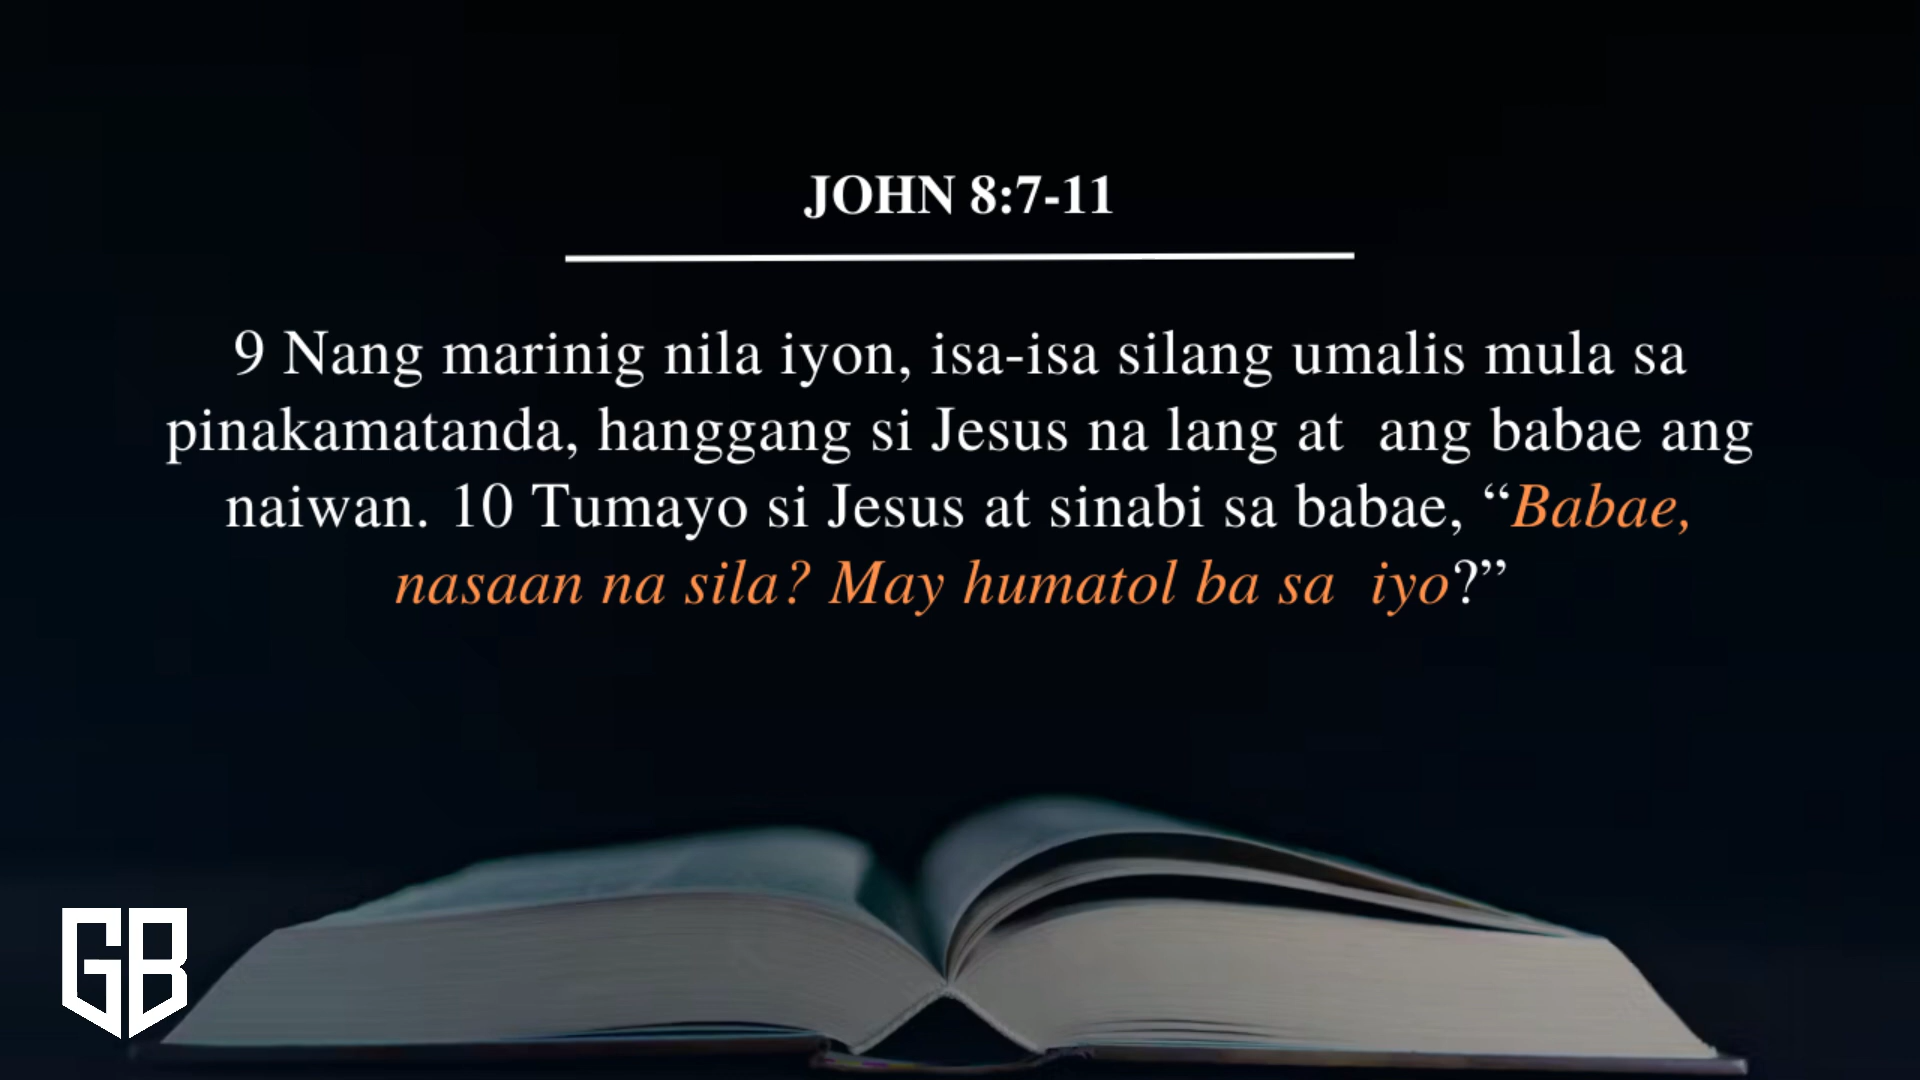 JOHN 8:7-11
9 Nang marinig nila iyon, isa-isa silang umalis mula sa
pinakamatanda, hanggang si Jesus na lang at  ang babae ang
naiwan. 10 Tumayo si Jesus at sinabi sa babae, “Babae,
nasaan na sila? May humatol ba sa  iyo?”
GB